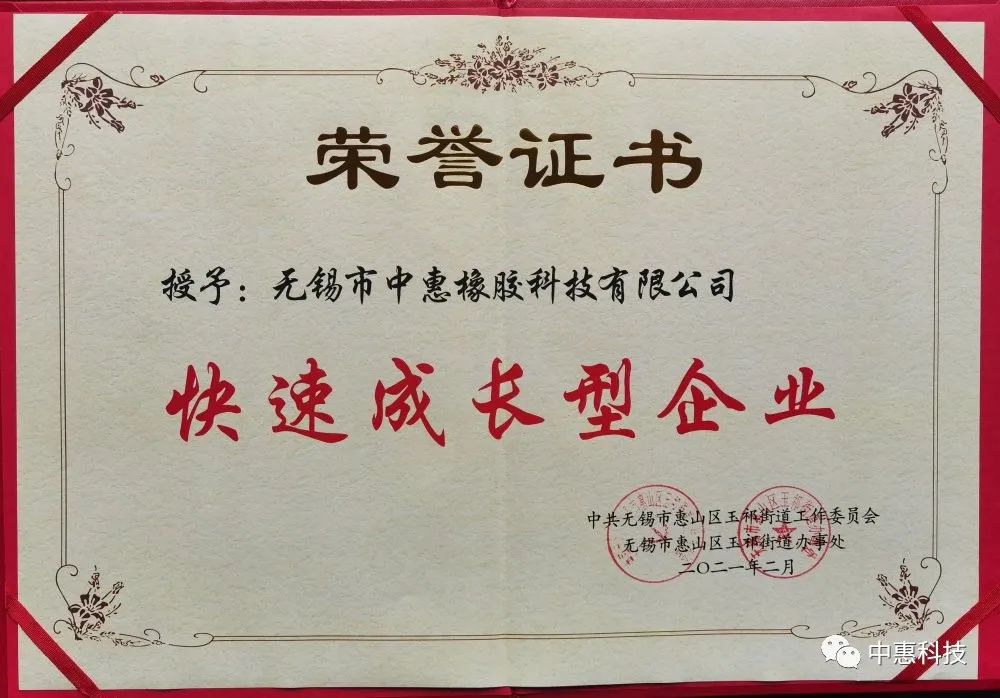 荣誉证书
授予：无锡市中惠橡胶科技有限公司
快速成长型企业
中共无锡市惠山区玉祁街道工作委员会
无锡市惠山区玉祁街道办事处
二〇二一年二月
中惠科技